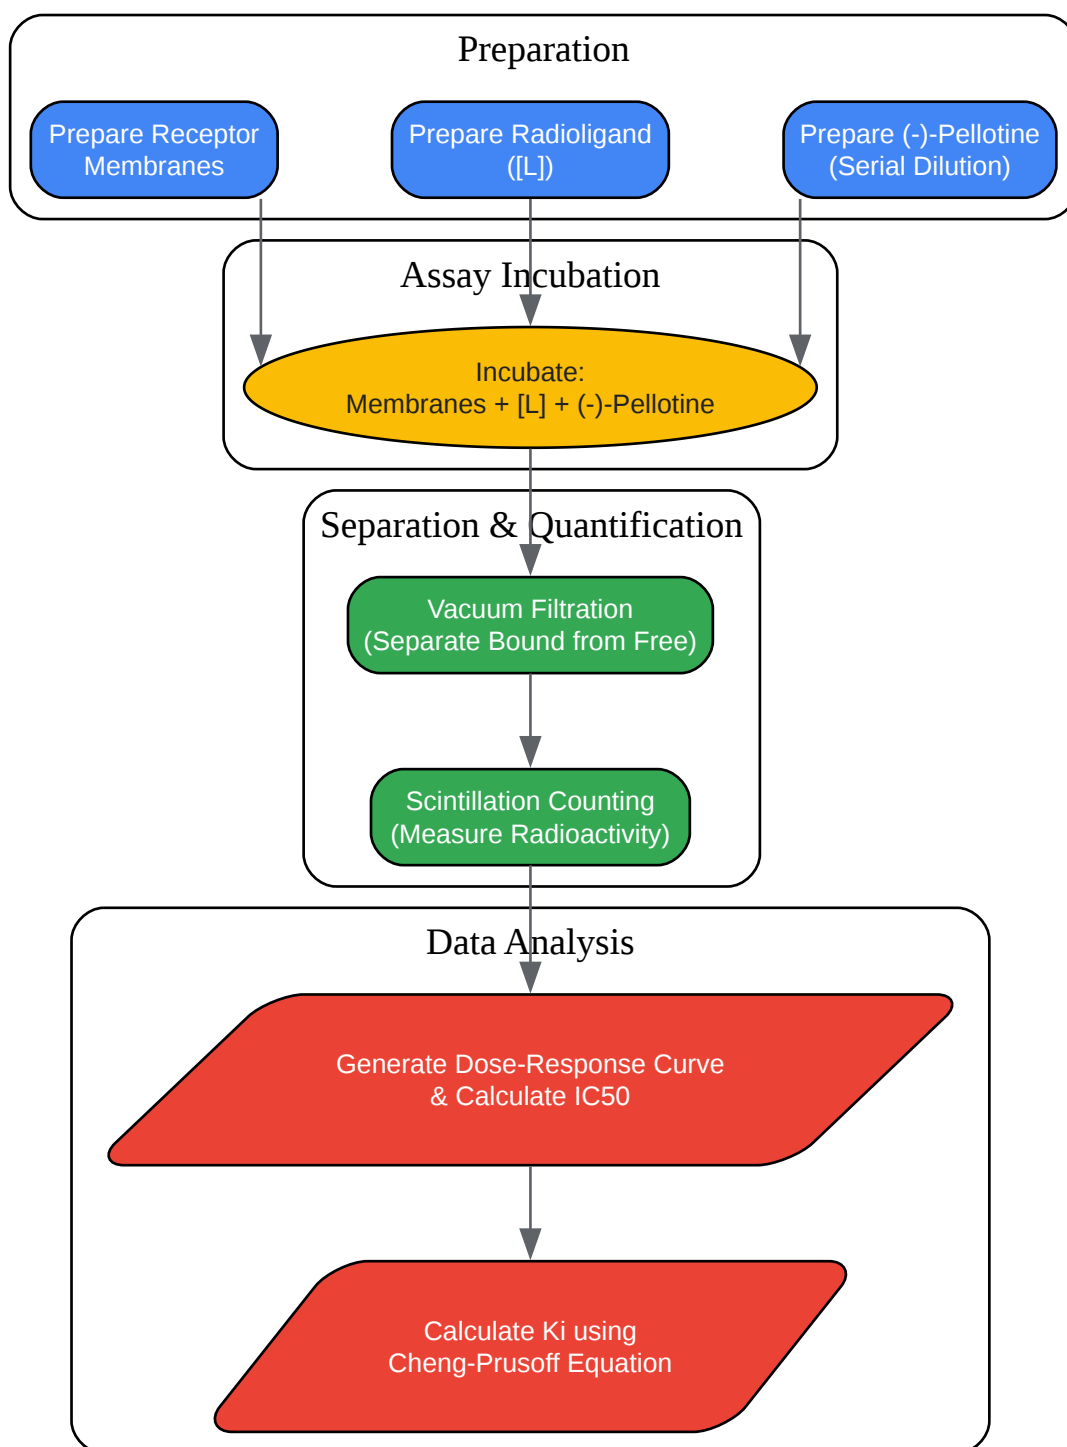 Preparation
Prepare Receptor
Membranes
Prepare Radioligand
([L])
Prepare (-)-Pellotine
(Serial Dilution)
Assay Incubation
Incubate:
Membranes + [L] + (-)-Pellotine
Separation & Quantification
Vacuum Filtration
(Separate Bound from Free)
Scintillation Counting
(Measure Radioactivity)
Data Analysis
Generate Dose-Response Curve
& Calculate IC50
Calculate Ki using
Cheng-Prusoff Equation